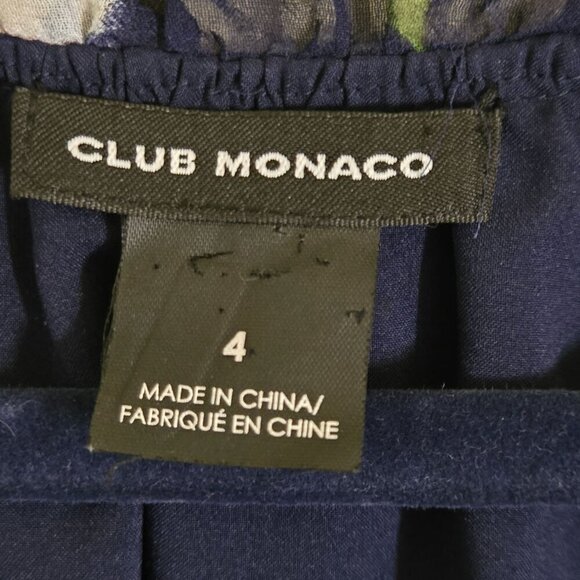 CLUB MONACO
4
MADE IN CHINA/
FABRIQUÉ EN CHINE